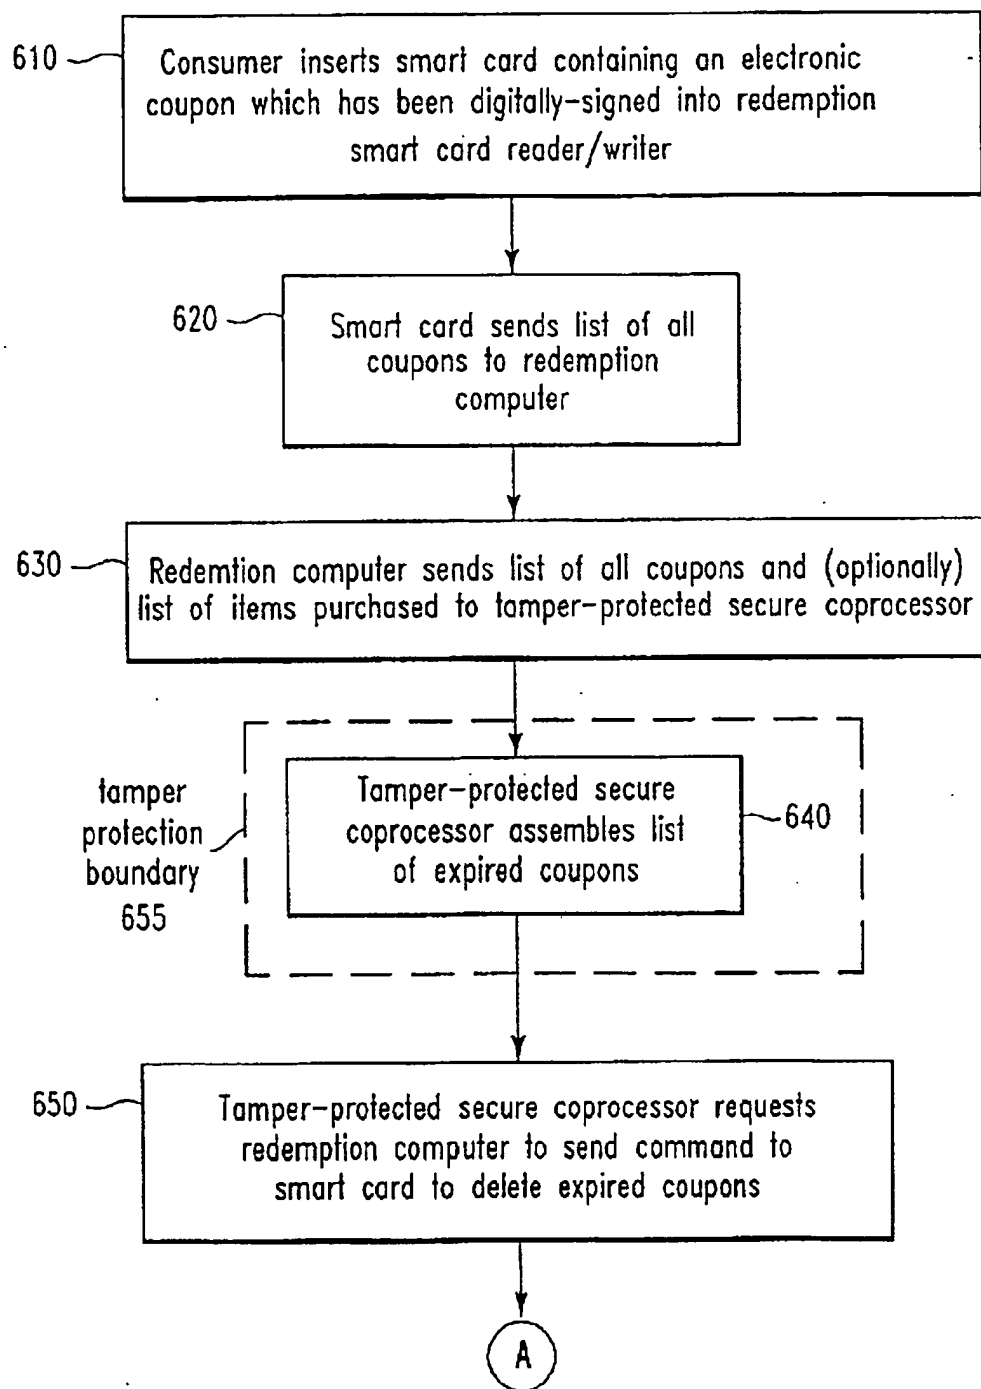 610
Consumer inserts smart card containing an electronic
coupon which has been digitally-signed into redemption
smart card reader/writer
620
Smart card sends list of all
coupons to redemption
computer
630
Redemtion computer sends list of all coupons and (optionally)
list of items purchased to tamper-protected secure coprocessor
tamper
protection
boundary
655
Tamper-protected secure
coprocessor assembles list
of expired coupons
640
650
Tamper-protected secure coprocessor requests
redemption computer to send command to
smart card to delete expired coupons
A